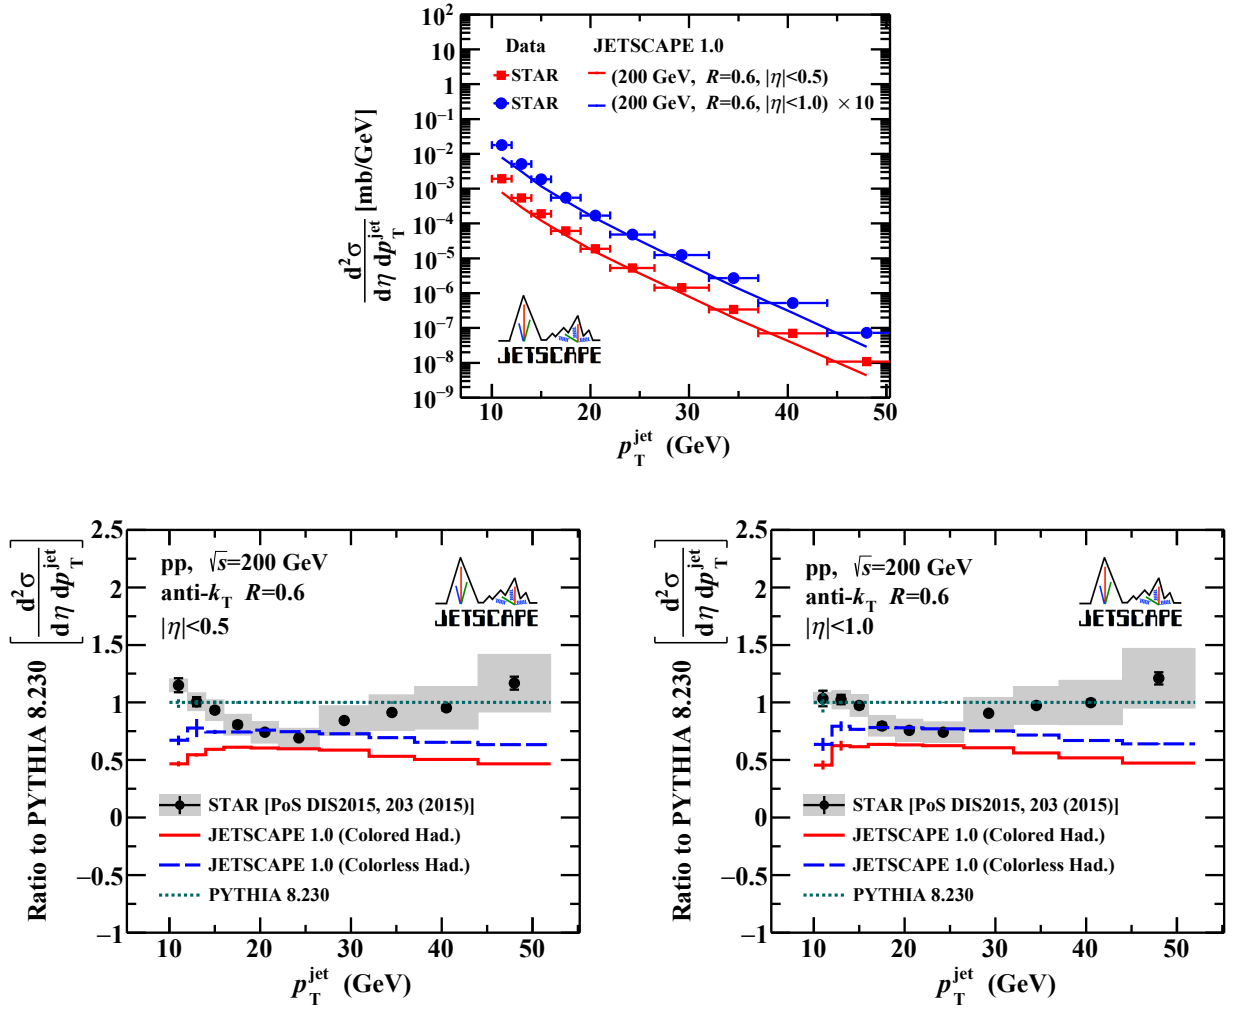 Data JETSCAPE 1.0
STAR (200 GeV, R=0.6, |η|<0.5)
STAR (200 GeV, R=0.6, |η|<1.0) ×10
d²σ / dη dp_T^jet [mb/GeV]
10²
10
1
10⁻¹
10⁻²
10⁻³
10⁻⁴
10⁻⁵
10⁻⁶
10⁻⁷
10⁻⁸
10⁻⁹
JETSCAPE
10 20 30 40 50
p_T^jet (GeV)
Ratio to PYTHIA 8.230 [d²σ / dη dp_T^jet]
2.5
2
1.5
1
0.5
0
−0.5
−1
pp, √s=200 GeV
anti-k_T R=0.6
|η|<0.5
JETSCAPE
STAR [PoS DIS2015, 203 (2015)]
JETSCAPE 1.0 (Colored Had.)
JETSCAPE 1.0 (Colorless Had.)
PYTHIA 8.230
10 20 30 40 50
p_T^jet (GeV)
Ratio to PYTHIA 8.230 [d²σ / dη dp_T^jet]
2.5
2
1.5
1
0.5
0
−0.5
−1
pp, √s=200 GeV
anti-k_T R=0.6
|η|<1.0
JETSCAPE
STAR [PoS DIS2015, 203 (2015)]
JETSCAPE 1.0 (Colored Had.)
JETSCAPE 1.0 (Colorless Had.)
PYTHIA 8.230
10 20 30 40 50
p_T^jet (GeV)